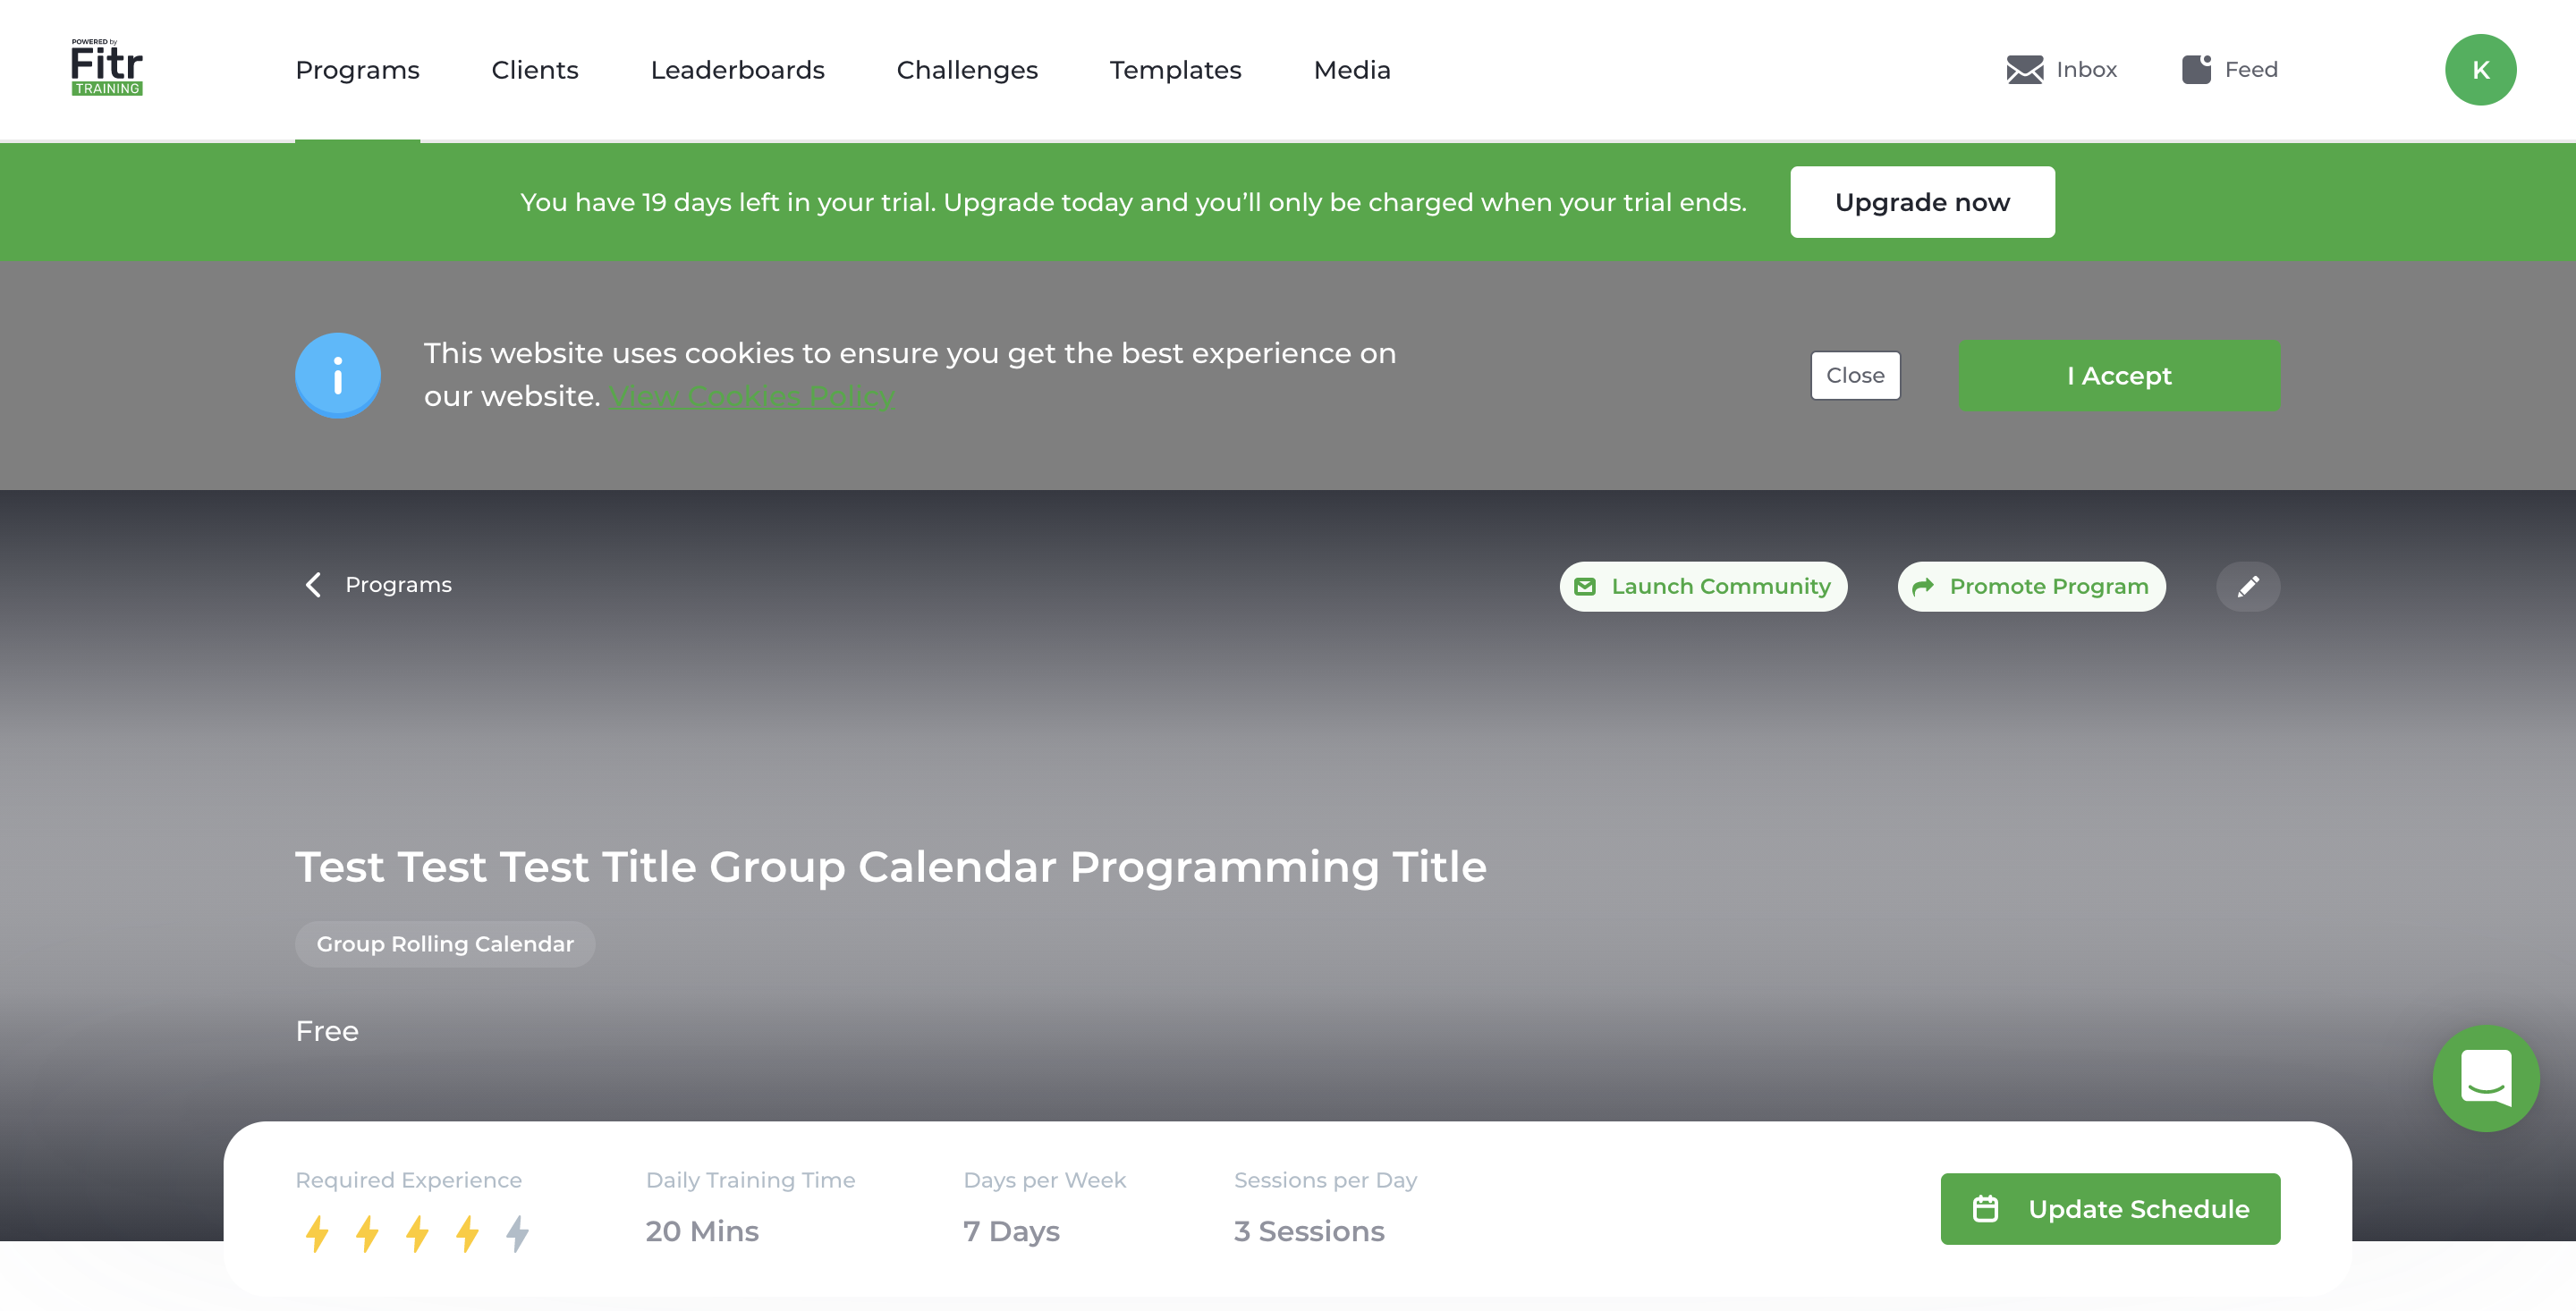 POWERED by
Fitr
TRAINING
Programs
Clients
Leaderboards
Challenges
Templates
Media
Inbox
Feed
K
You have 19 days left in your trial. Upgrade today and you’ll only be charged when your trial ends.
Upgrade now
This website uses cookies to ensure you get the best experience on
our website. View Cookies Policy
Close
I Accept
Programs
Launch Community
Promote Program
Test Test Test Title Group Calendar Programming Title
Group Rolling Calendar
Free
Required Experience
Daily Training Time
20 Mins
Days per Week
7 Days
Sessions per Day
3 Sessions
Update Schedule